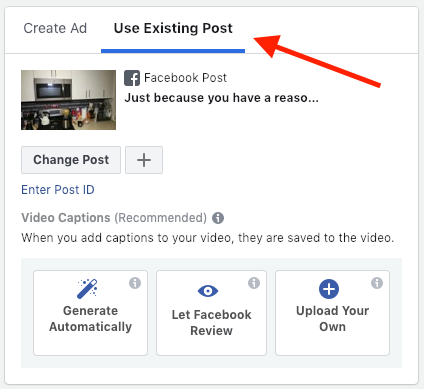 Create Ad
Use Existing Post
Facebook Post
Just because you have a reaso...
Change Post
+
Enter Post ID
Video Captions (Recommended)
When you add captions to your video, they are saved to the video.
Generate
Automatically
Let Facebook
Review
Upload Your
Own